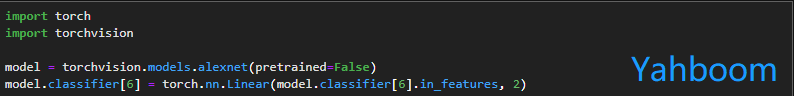 import torch
import torchvision
model = torchvision.models.alexnet(pretrained=False)
model.classifier[6] = torch.nn.Linear(model.classifier[6].in_features, 2)
Yahboom